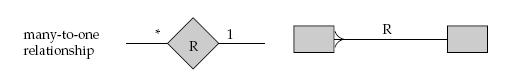 many-to-one
relationship
* R 1
R